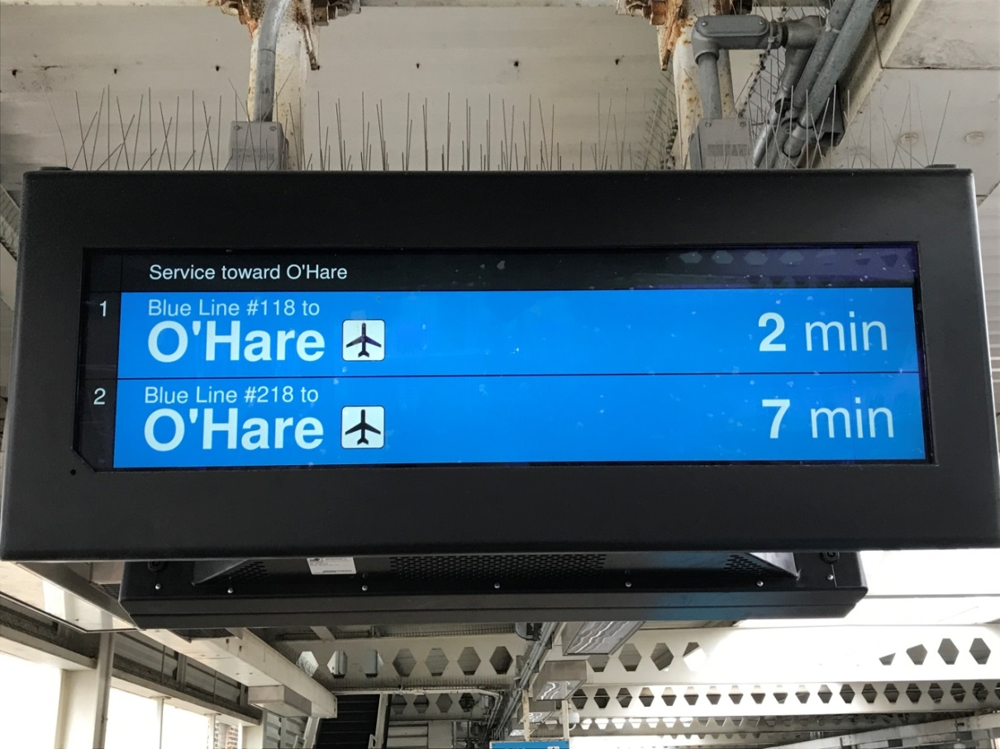 Service toward O'Hare
1 Blue Line #118 to
O'Hare 2 min
2 Blue Line #218 to
O'Hare 7 min